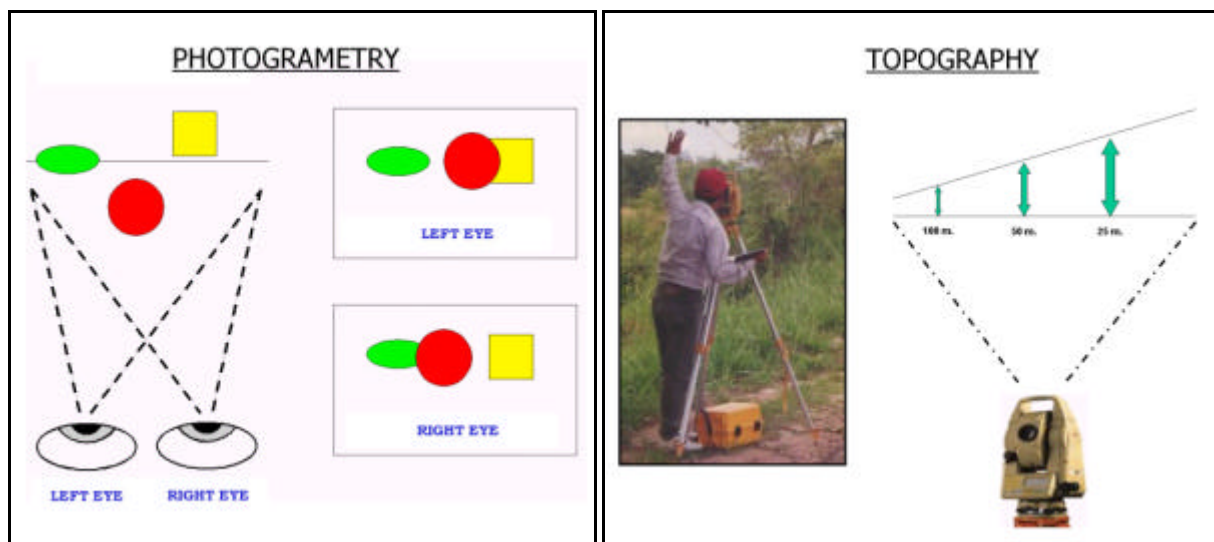 PHOTOGRAMETRY
LEFT EYE
RIGHT EYE
LEFT EYE
RIGHT EYE
TOPOGRAPHY
100 m.
50 m.
25 m.